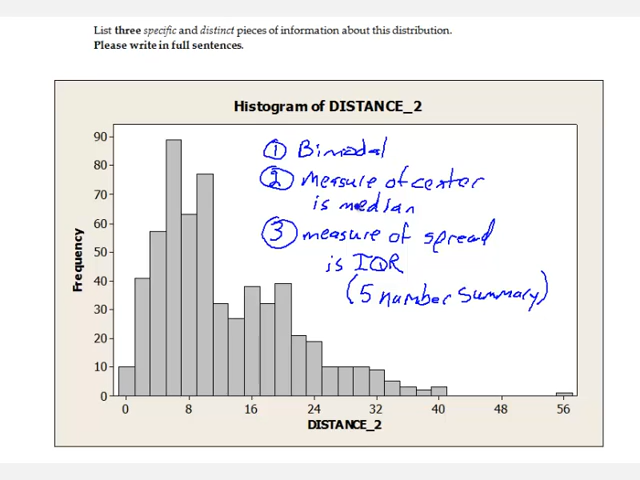 List three specific and distinct pieces of information about this distribution.
Please write in full sentences.
Histogram of DISTANCE_2
① Bimodal
② Measure of center
is median
③ measure of spread
is IQR
(5 number summary)
Frequency
90
80
70
60
50
40
30
20
10
0
0 8 16 24 32 40 48 56
DISTANCE_2